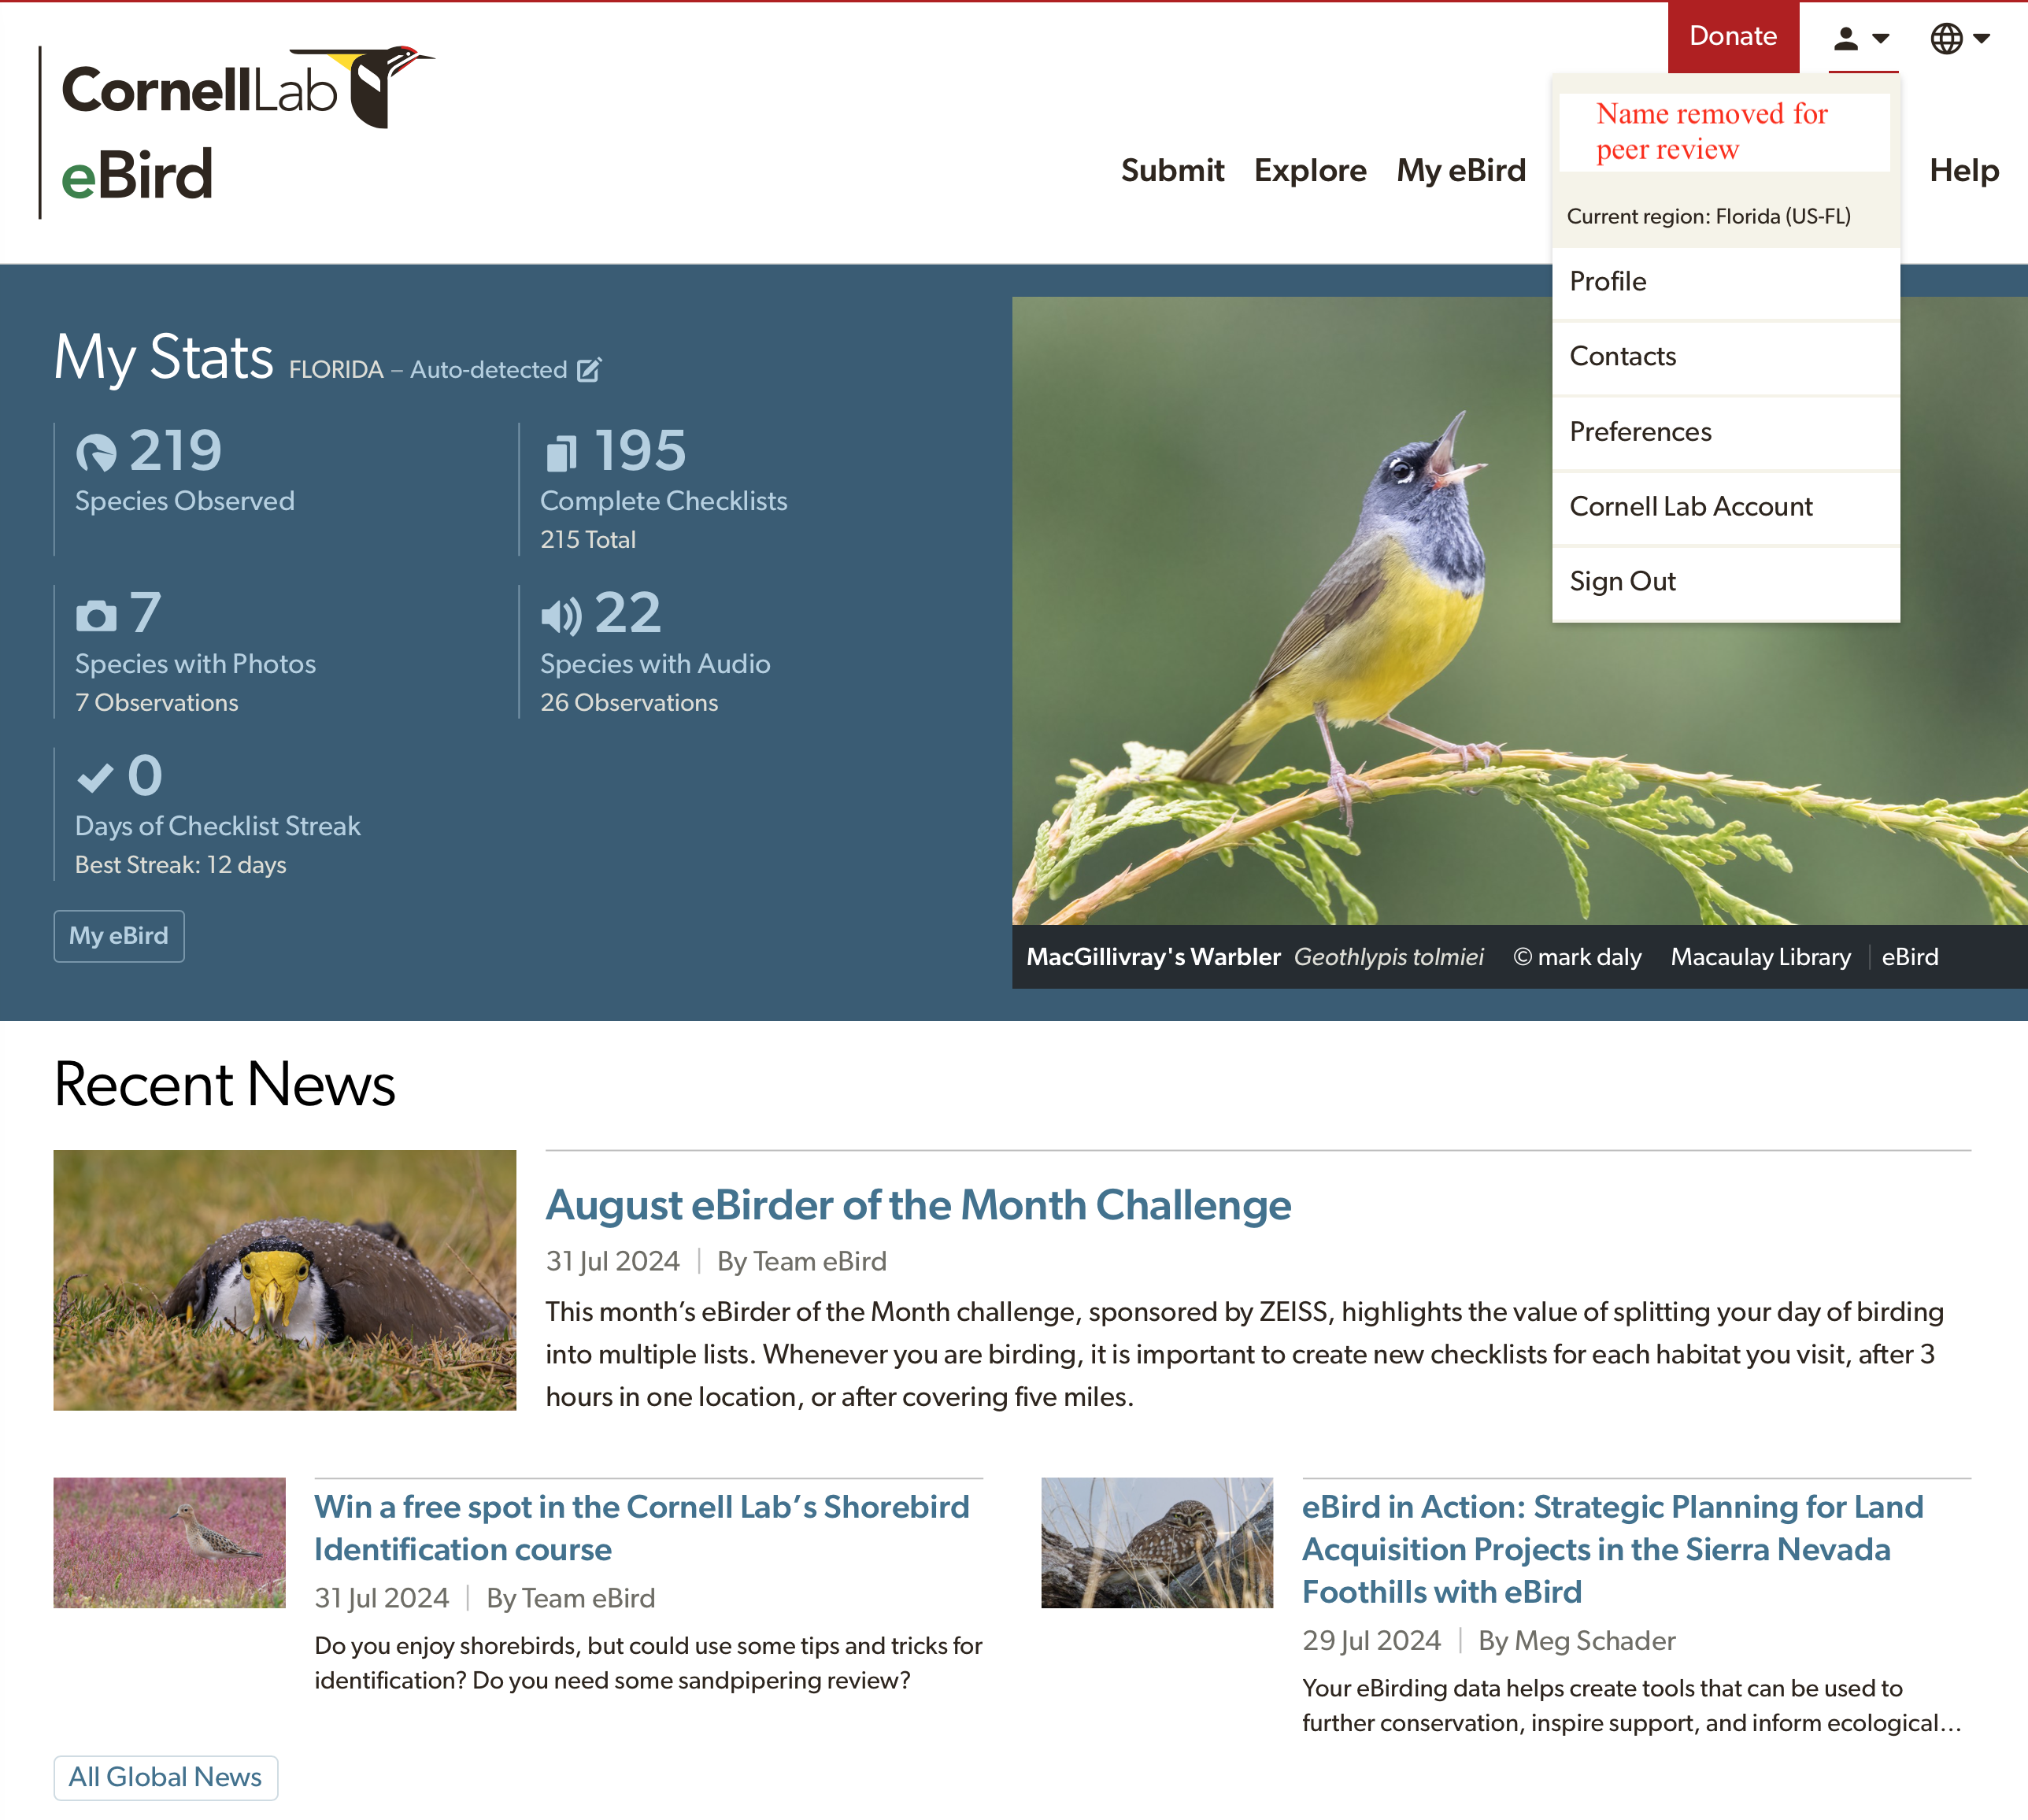 Donate
CornellLab
eBird
Submit Explore My eBird Help
Name removed for
peer review
Current region: Florida (US-FL)
Profile
Contacts
Preferences
Cornell Lab Account
Sign Out
My Stats FLORIDA – Auto-detected
219
Species Observed
195
Complete Checklists
215 Total
7
Species with Photos
7 Observations
22
Species with Audio
26 Observations
0
Days of Checklist Streak
Best Streak: 12 days
My eBird
MacGillivray's Warbler Geothlypis tolmiei © mark daly Macaulay Library | eBird
Recent News
August eBirder of the Month Challenge
31 Jul 2024 | By Team eBird
This month’s eBirder of the Month challenge, sponsored by ZEISS, highlights the value of splitting your day of birding
into multiple lists. Whenever you are birding, it is important to create new checklists for each habitat you visit, after 3
hours in one location, or after covering five miles.
Win a free spot in the Cornell Lab’s Shorebird
Identification course
31 Jul 2024 | By Team eBird
Do you enjoy shorebirds, but could use some tips and tricks for
identification? Do you need some sandpipering review?
eBird in Action: Strategic Planning for Land
Acquisition Projects in the Sierra Nevada
Foothills with eBird
29 Jul 2024 | By Meg Schader
Your eBirding data helps create tools that can be used to
further conservation, inspire support, and inform ecological…
All Global News